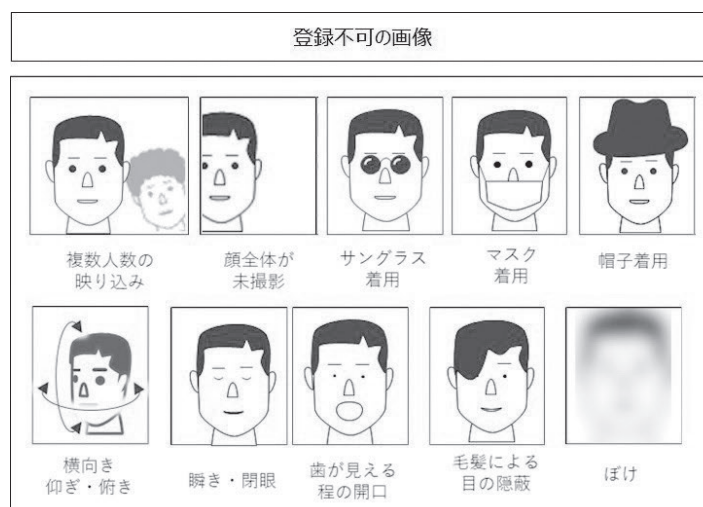 登録不可の画像
複数人数の
映り込み
顔全体が
未撮影
サングラス
着用
マスク
着用
帽子着用
横向き
仰ぎ・俯き
瞬き・閉眼
歯が見える
程の開口
毛髪による
目の隠蔽
ぼけ